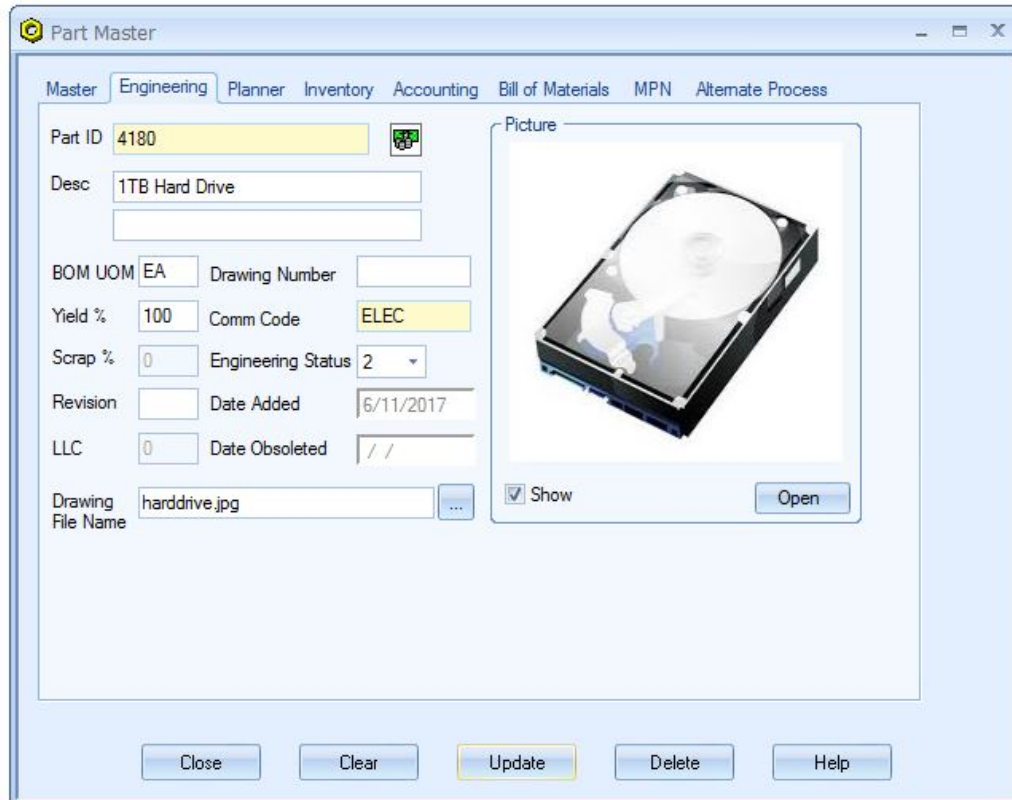 Part Master
Master Engineering Planner Inventory Accounting Bill of Materials MPN Alternate Process
Part ID 4180
Desc 1TB Hard Drive
BOM UOM EA Drawing Number
Yield % 100 Comm Code ELEC
Scrap % 0 Engineering Status 2
Revision Date Added 6/11/2017
LLC 0 Date Obsoleted / /
Drawing
File Name harddrive.jpg ...
Picture
Show Open
Close Clear Update Delete Help